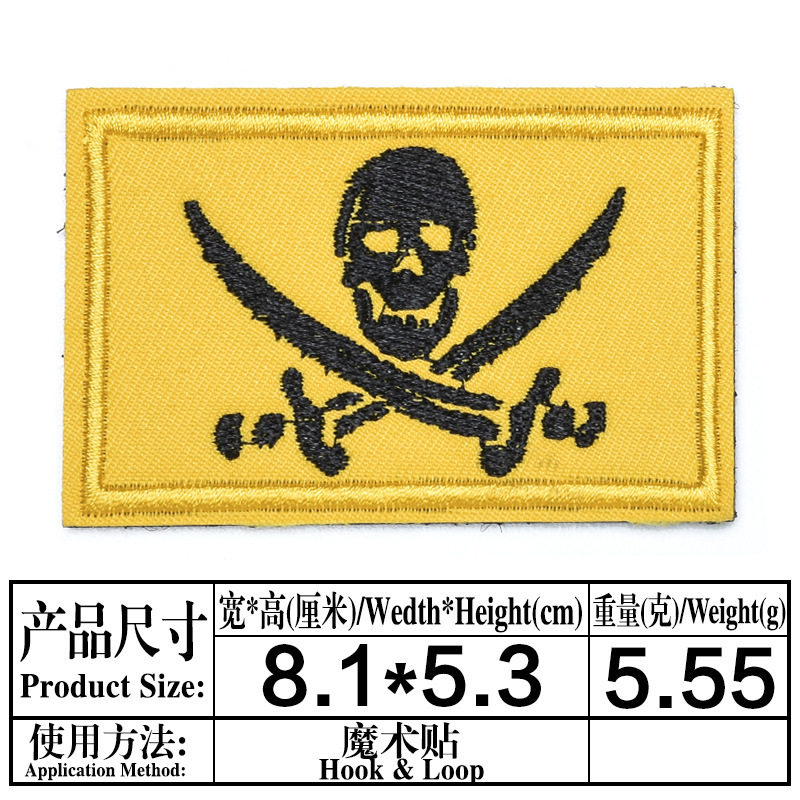 产品尺寸
Product Size:
宽*高(厘米)/Wedth*Height(cm)
8.1*5.3
重量(克)/Weight(g)
5.55
使用方法:
Application Method:
魔术贴
Hook & Loop